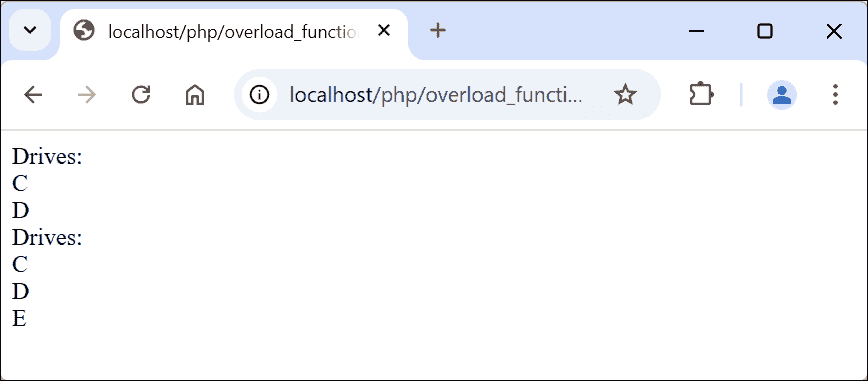 localhost/php/overload_functio
localhost/php/overload_functi...
Drives:
C
D
Drives:
C
D
E